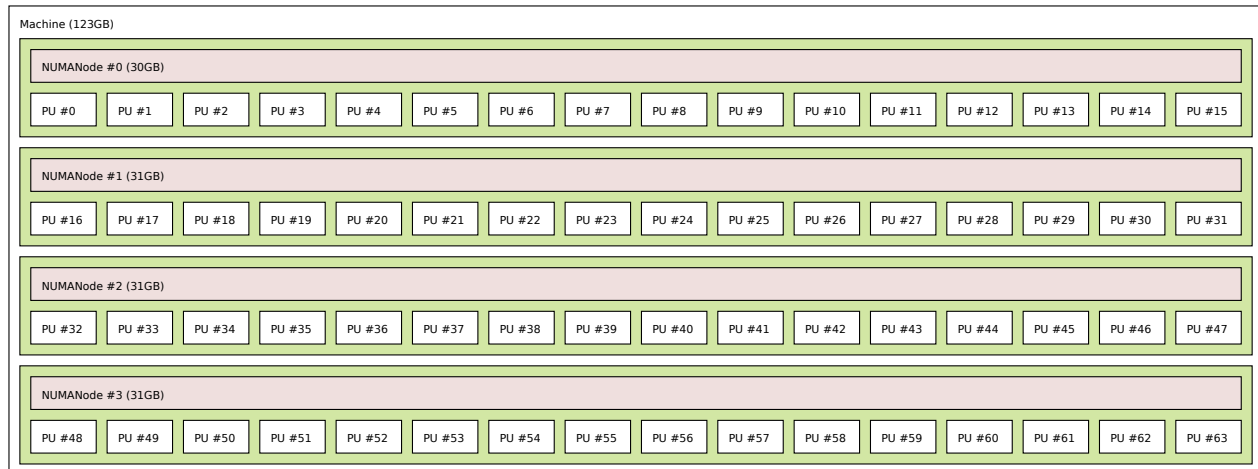 Machine (123GB)
NUMANode #0 (30GB)
PU #0 PU #1 PU #2 PU #3 PU #4 PU #5 PU #6 PU #7 PU #8 PU #9 PU #10 PU #11 PU #12 PU #13 PU #14 PU #15
NUMANode #1 (31GB)
PU #16 PU #17 PU #18 PU #19 PU #20 PU #21 PU #22 PU #23 PU #24 PU #25 PU #26 PU #27 PU #28 PU #29 PU #30 PU #31
NUMANode #2 (31GB)
PU #32 PU #33 PU #34 PU #35 PU #36 PU #37 PU #38 PU #39 PU #40 PU #41 PU #42 PU #43 PU #44 PU #45 PU #46 PU #47
NUMANode #3 (31GB)
PU #48 PU #49 PU #50 PU #51 PU #52 PU #53 PU #54 PU #55 PU #56 PU #57 PU #58 PU #59 PU #60 PU #61 PU #62 PU #63